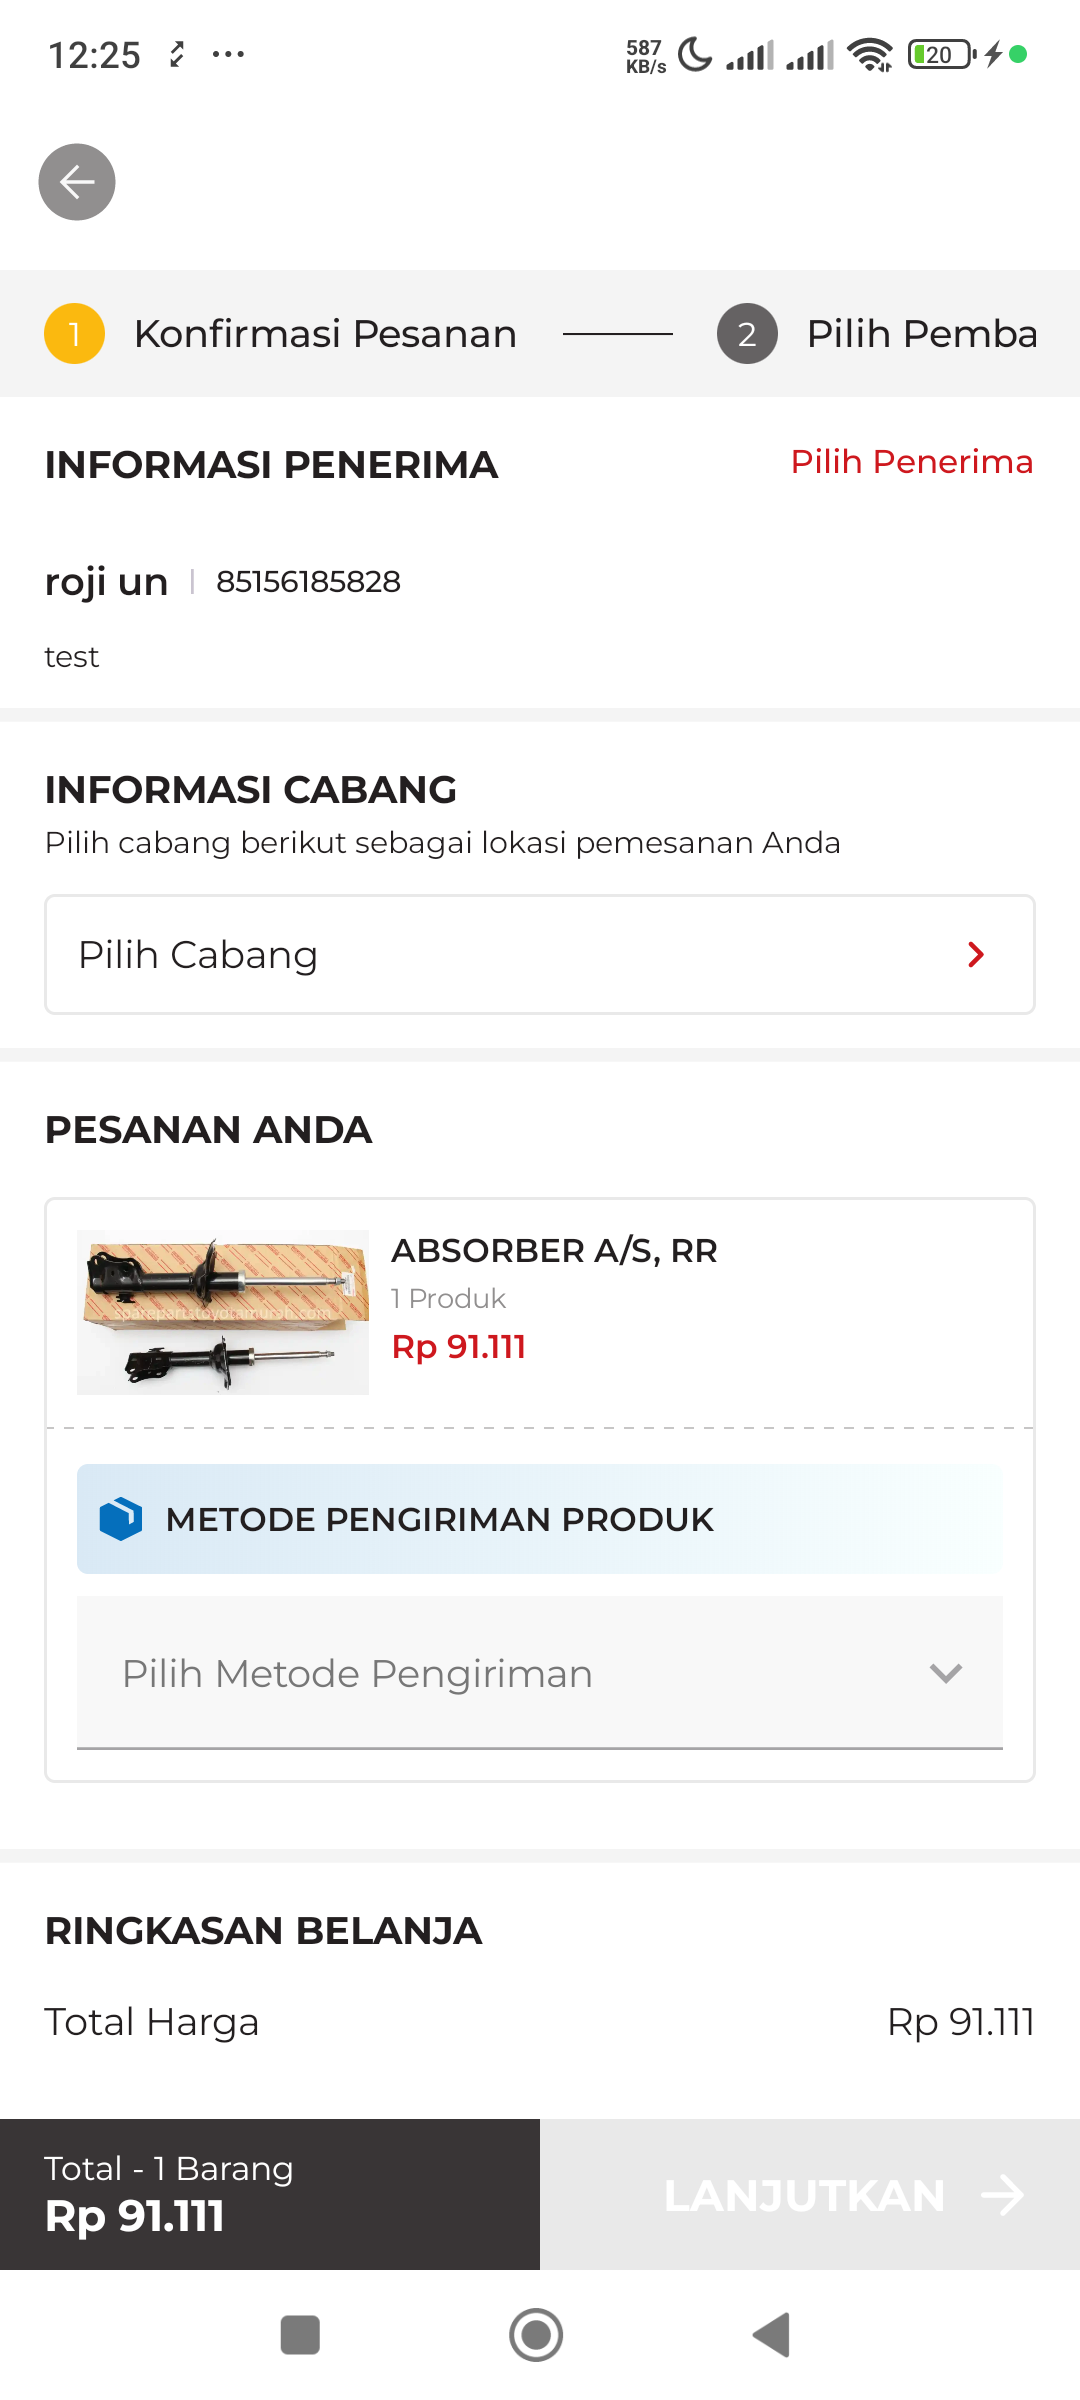 12:25
587
KB/s
20
1 Konfirmasi Pesanan
2 Pilih Pemba
INFORMASI PENERIMA
Pilih Penerima
roji un
85156185828
test
INFORMASI CABANG
Pilih cabang berikut sebagai lokasi pemesanan Anda
Pilih Cabang
PESANAN ANDA
ABSORBER A/S, RR
1 Produk
Rp 91.111
sparepartstoyotamurah.com
METODE PENGIRIMAN PRODUK
Pilih Metode Pengiriman
RINGKASAN BELANJA
Total Harga
Rp 91.111
Total - 1 Barang
Rp 91.111
LANJUTKAN